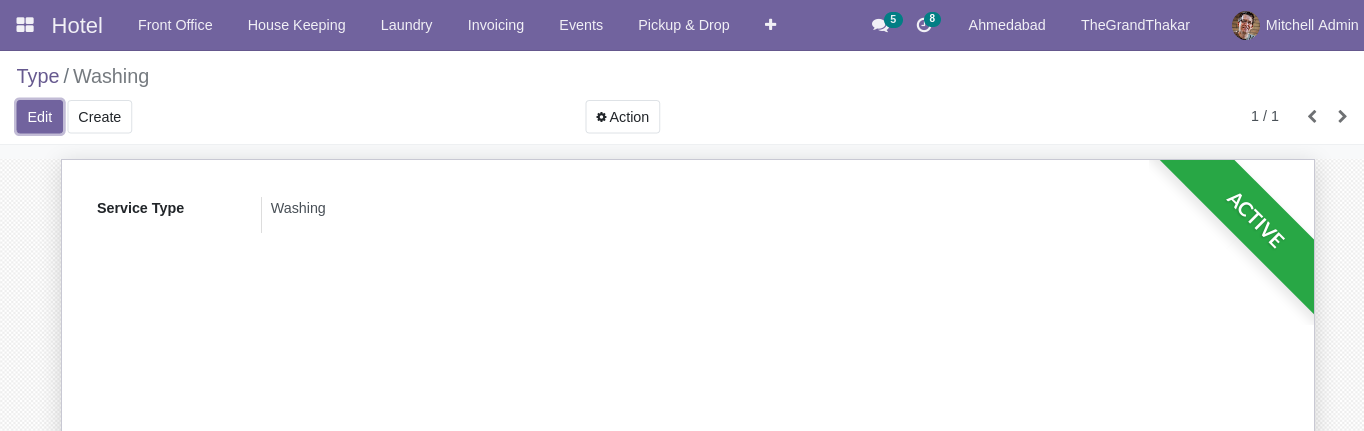 Hotel Front Office House Keeping Laundry Invoicing Events Pickup & Drop 5 8 Ahmedabad TheGrandThakar Mitchell Admin
Type / Washing
Edit Create Action 1 / 1
Service Type Washing
ACTIVE